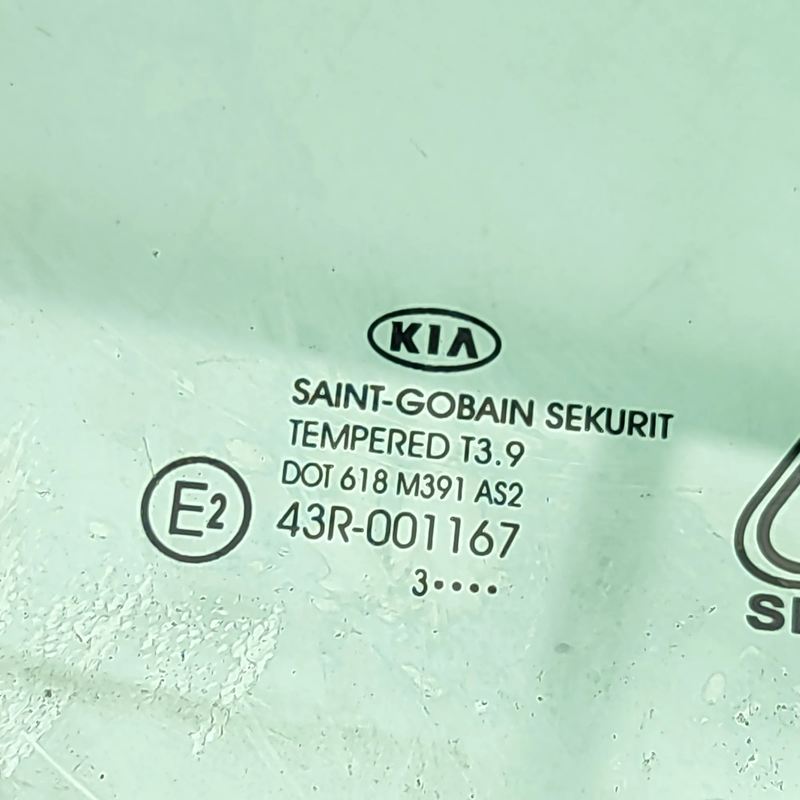 KIA
SAINT-GOBAIN SEKURIT
TEMPERED T3.9
DOT 618 M391 AS2
E2
43R-001167
3••••